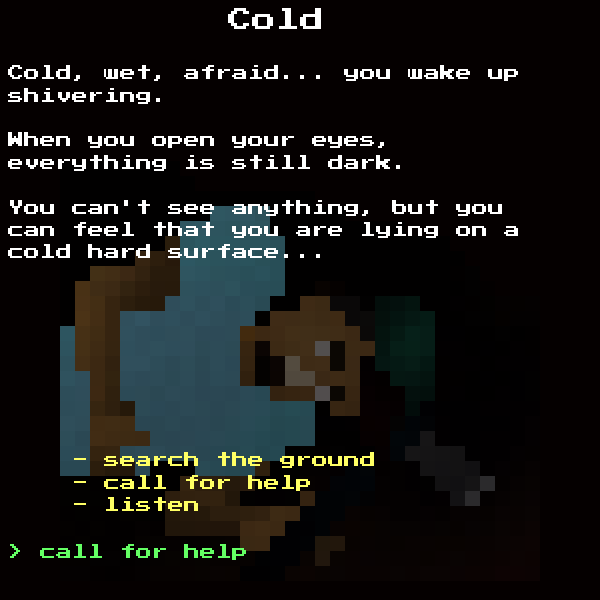 Cold
Cold, wet, afraid... you wake up
shivering.
When you open your eyes,
everything is still dark.
You can't see anything, but you
can feel that you are lying on a
cold hard surface...
- search the ground
- call for help
- listen
> call for help